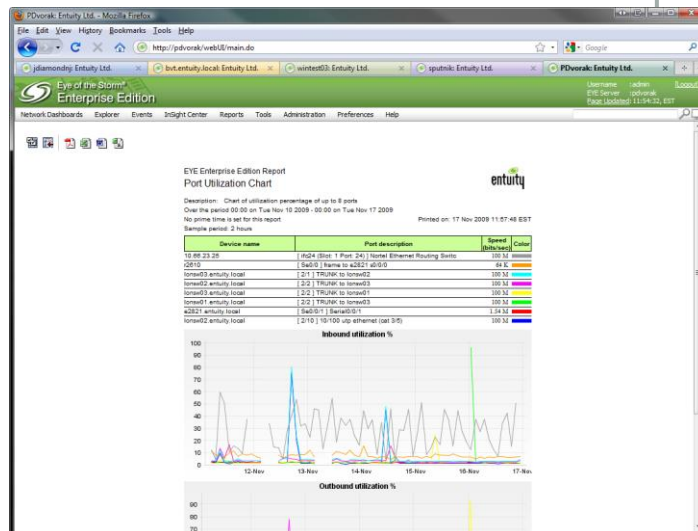 PDvorak: Entuity Ltd. - Mozilla Firefox
File Edit View History Bookmarks Tools Help
http://pdvorak/webUI/main.do
Google
jdiamondnj: Entuity Ltd.
bvt.entuity.local: Entuity Ltd.
wintest03: Entuity Ltd.
sputnik: Entuity Ltd.
PDvorak: Entuity Ltd.
Eye of the Storm
Enterprise Edition
Username :admin
Logout
EYE Server :pdvorak
Page Updated: 11:54:32, EST
Network Dashboards Explorer Events InSight Center Reports Tools Administration Preferences Help
EYE Enterprise Edition Report
Port Utilization Chart
entuity
Description: Chart of utilization percentage of up to 8 ports
Over the period 00:00 on Tue Nov 10 2009 - 00:00 on Tue Nov 17 2009
No prime time is set for this report
Printed on: 17 Nov 2009 11:57:48 EST
Sample period: 2 hours
Device name Port description Speed (bits/sec) Color
10.66.23.25 [ ifc24 (Slot: 1 Port: 24) ] Nortel Ethernet Routing Switc 100 M
r2610 [ Se0/0 ] frame to e2821 s0/0/0 64 K
lonsw03.entuity.local [ 2/1 ] TRUNK to lonsw02 100 M
lonsw02.entuity.local [ 2/2 ] TRUNK to lonsw03 100 M
lonsw03.entuity.local [ 2/2 ] TRUNK to lonsw01 100 M
lonsw01.entuity.local [ 2/2 ] TRUNK to lonsw03 100 M
e2821.entuity.local [ Se0/0/1 ] Serial0/0/1 1.54 M
lonsw02.entuity.local [ 2/10 ] 10/100 utp ethernet (cat 3/5) 100 M
Inbound utilization %
100
90
80
70
60
50
40
30
20
10
0
12-Nov 13-Nov 14-Nov 15-Nov 16-Nov 17-Nov
Outbound utilization %
90
80
70